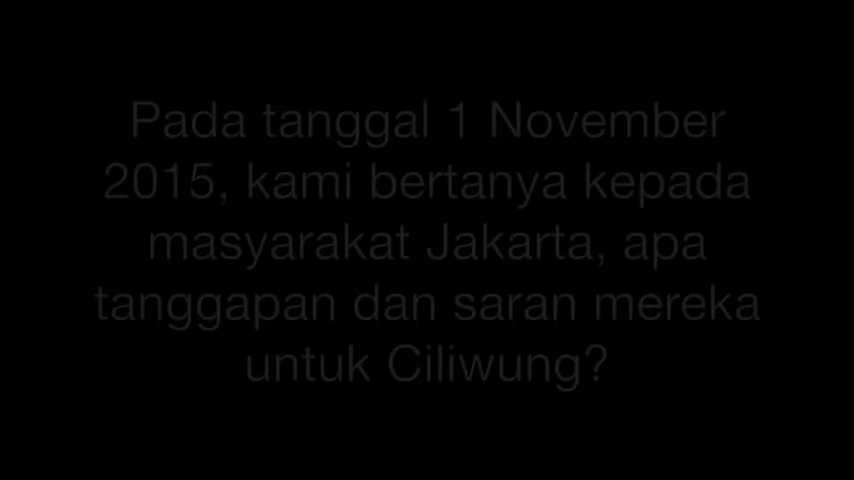 Pada tanggal 1 November
2015, kami bertanya kepada
masyarakat Jakarta, apa
tanggapan dan saran mereka
untuk Ciliwung?